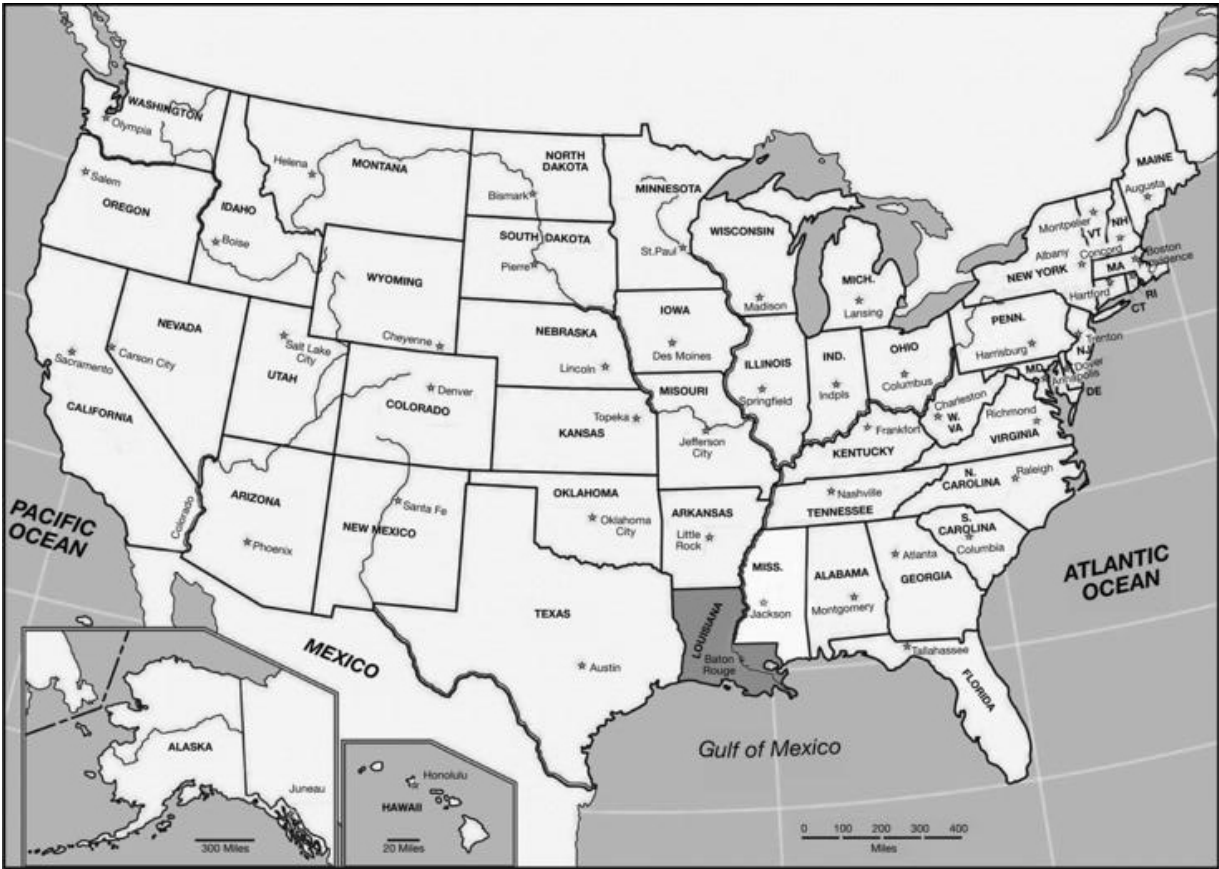 WASHINGTON
Olympia
MONTANA
Helena
NORTH
DAKOTA
Bismark
MINNESOTA
St.Paul
MAINE
Augusta
Salem
OREGON
IDAHO
Boise
SOUTH DAKOTA
Pierre
WISCONSIN
Madison
MICH.
Lansing
Montpelier
VT
NH
Concord
Albany
NEW YORK
MA
Boston
Hartford
RI
CT
WYOMING
Cheyenne
NEVADA
Carson City
Sacramento
CALIFORNIA
Salt Lake
City
UTAH
Denver
COLORADO
NEBRASKA
Lincoln
IOWA
Des Moines
ILLINOIS
Springfield
IND.
Indpls
OHIO
Columbus
PENN.
Harrisburg
Trenton
NJ
Dover
MD
Annapolis
DE
Topeka
KANSAS
MISOURI
Jefferson
City
Frankfort
KENTUCKY
Charleston
W.
VA
Richmond
VIRGINIA
Colorado
ARIZONA
Phoenix
Santa Fe
NEW MEXICO
OKLAHOMA
Oklahoma
City
ARKANSAS
Little
Rock
Nashville
TENNESSEE
N.
CAROLINA
Raleigh
S.
CAROLINA
Columbia
PACIFIC
OCEAN
ATLANTIC
OCEAN
TEXAS
Austin
LOUISIANA
Baton
Rouge
MISS.
Jackson
ALABAMA
Montgomery
Atlanta
GEORGIA
Tallahassee
FLORIDA
MEXICO
Gulf of Mexico
ALASKA
Juneau
300 Miles
Honolulu
HAWAII
20 Miles
0 100 200 300 400
Miles